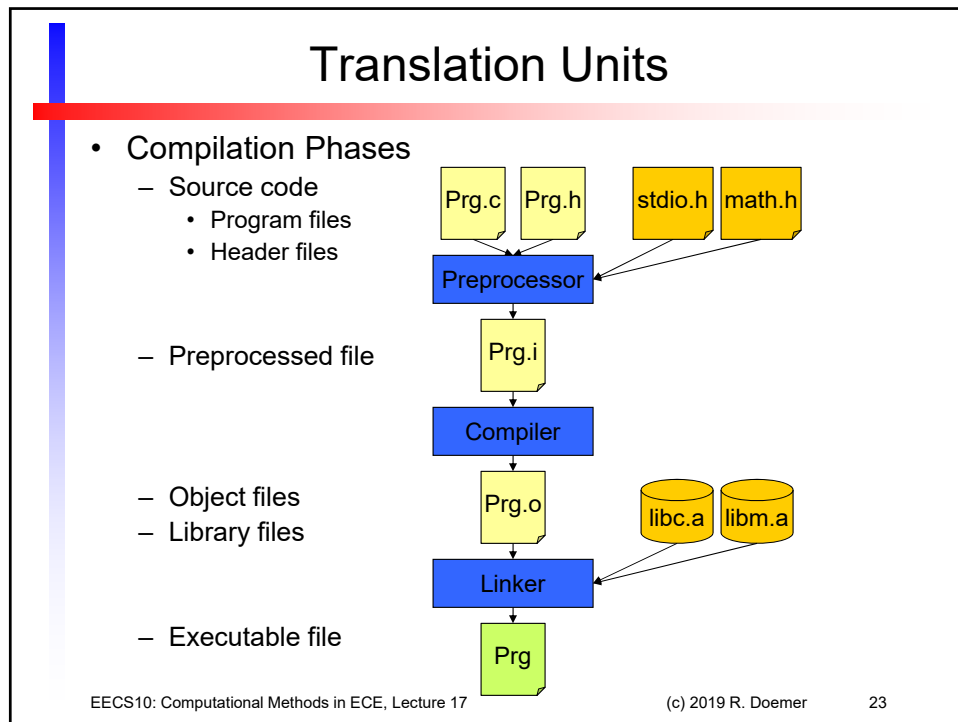 Translation Units
• Compilation Phases
– Source code
• Program files
• Header files
Prg.c
Prg.h
stdio.h
math.h
Preprocessor
– Preprocessed file
Prg.i
Compiler
– Object files
– Library files
Prg.o
libc.a
libm.a
Linker
– Executable file
Prg
EECS10: Computational Methods in ECE, Lecture 17
(c) 2019 R. Doemer
23